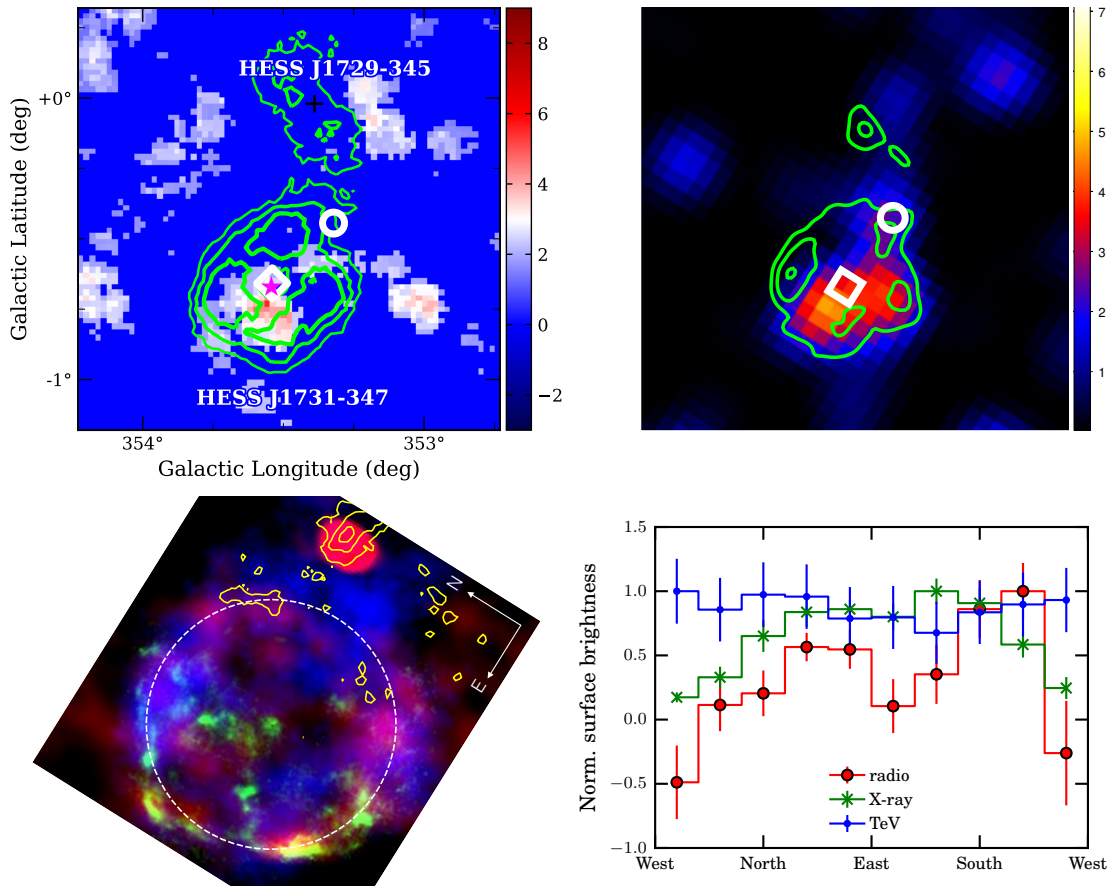 HESS J1729-345
HESS J1731-347
Galactic Latitude (deg)
+0°
-1°
354°
353°
Galactic Longitude (deg)
8
6
4
2
0
−2
7
6
5
4
3
2
1
N
E
Norm. surface brightness
1.5
1.0
0.5
0.0
−0.5
−1.0
radio
X-ray
TeV
West
North
East
South
West